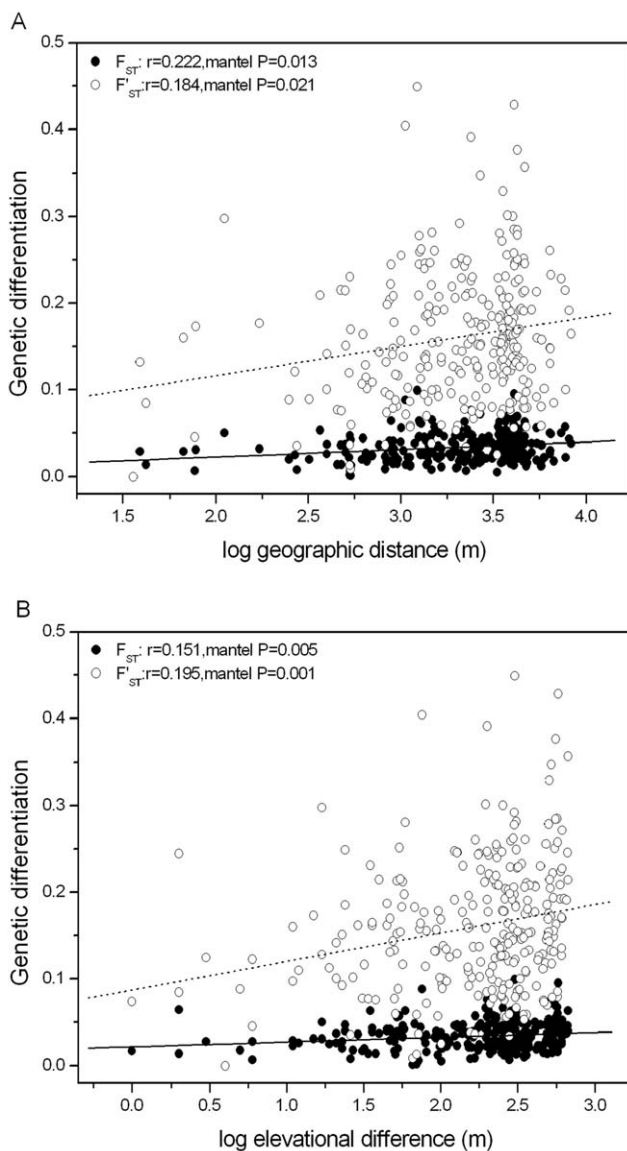 A
0.5
0.4
0.3
0.2
0.1
0.0
Genetic differentiation
F_ST: r=0.222,mantel P=0.013
F'_ST:r=0.184,mantel P=0.021
1.5 2.0 2.5 3.0 3.5 4.0
log geographic distance (m)
B
0.5
0.4
0.3
0.2
0.1
0.0
Genetic differentiation
F_ST: r=0.151,mantel P=0.005
F'_ST:r=0.195,mantel P=0.001
0.0 0.5 1.0 1.5 2.0 2.5 3.0
log elevational difference (m)